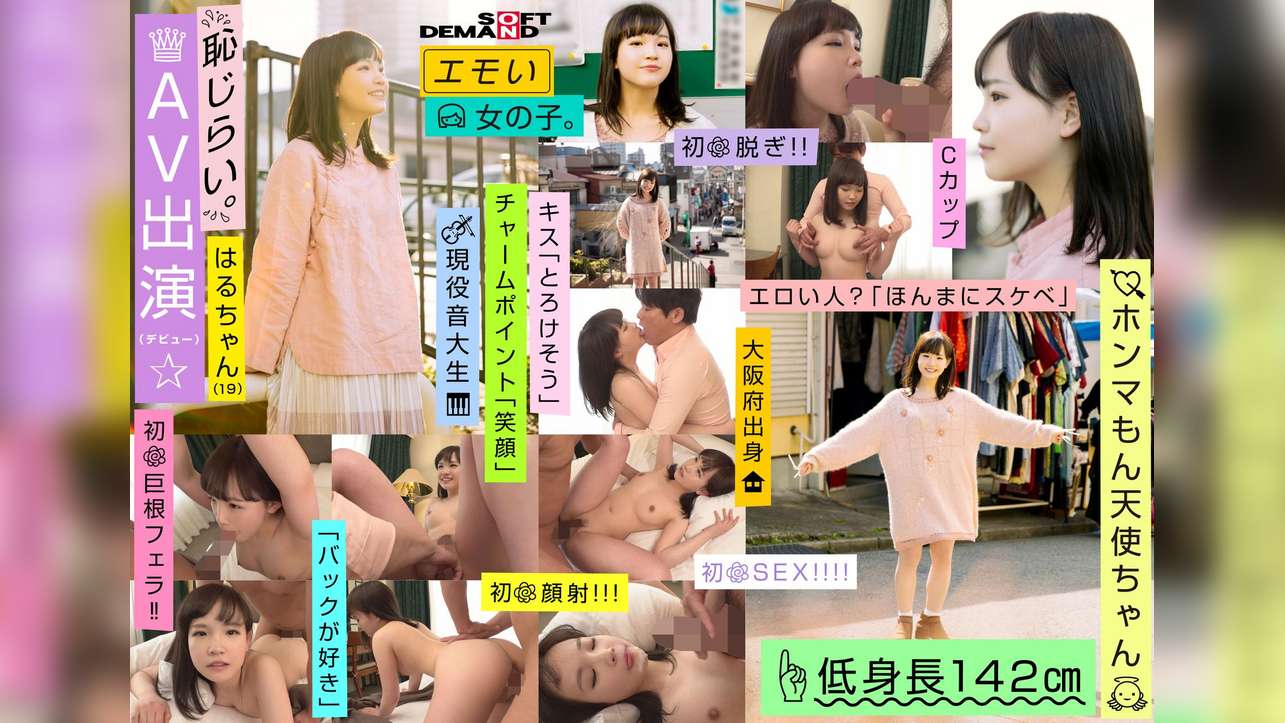 恥じらい。
AV出演
(デビュー)
☆
はるちゃん
(19)
SOFT
DEMAND
エモい
女の子。
現役音大生
チャームポイント「笑顔」
キス「とろけそう」
初脱ぎ!!
Cカップ
エロい人?「ほんまにスケベ」
大阪府出身
ホンマもん天使ちゃん
初巨根フェラ!!
「バックが好き」
初顔射!!!
初SEX!!!!
低身長142㎝